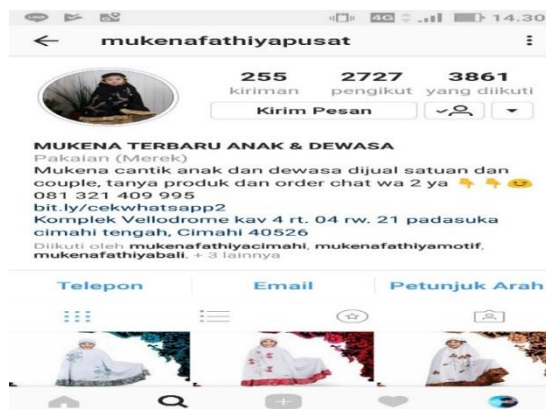 4G 14.30
mukenafathiyapusat
255 2727 3861
kiriman pengikut yang diikuti
Kirim Pesan
MUKENA TERBARU ANAK & DEWASA
Pakaian (Merek)
Mukena cantik anak dan dewasa dijual satuan dan
couple, tanya produk dan order chat wa 2 ya 👇 👇 😊
081 321 409 995
bit.ly/cekwhatsapp2
Komplek Vellodrome kav 4 rt. 04 rw. 21 padasuka
cimahi tengah, Cimahi 40526
Diikuti oleh mukenafathiyacimahi, mukenafathiyamotif,
mukenafathiyabali, + 3 lainnya
Telepon Email Petunjuk Arah